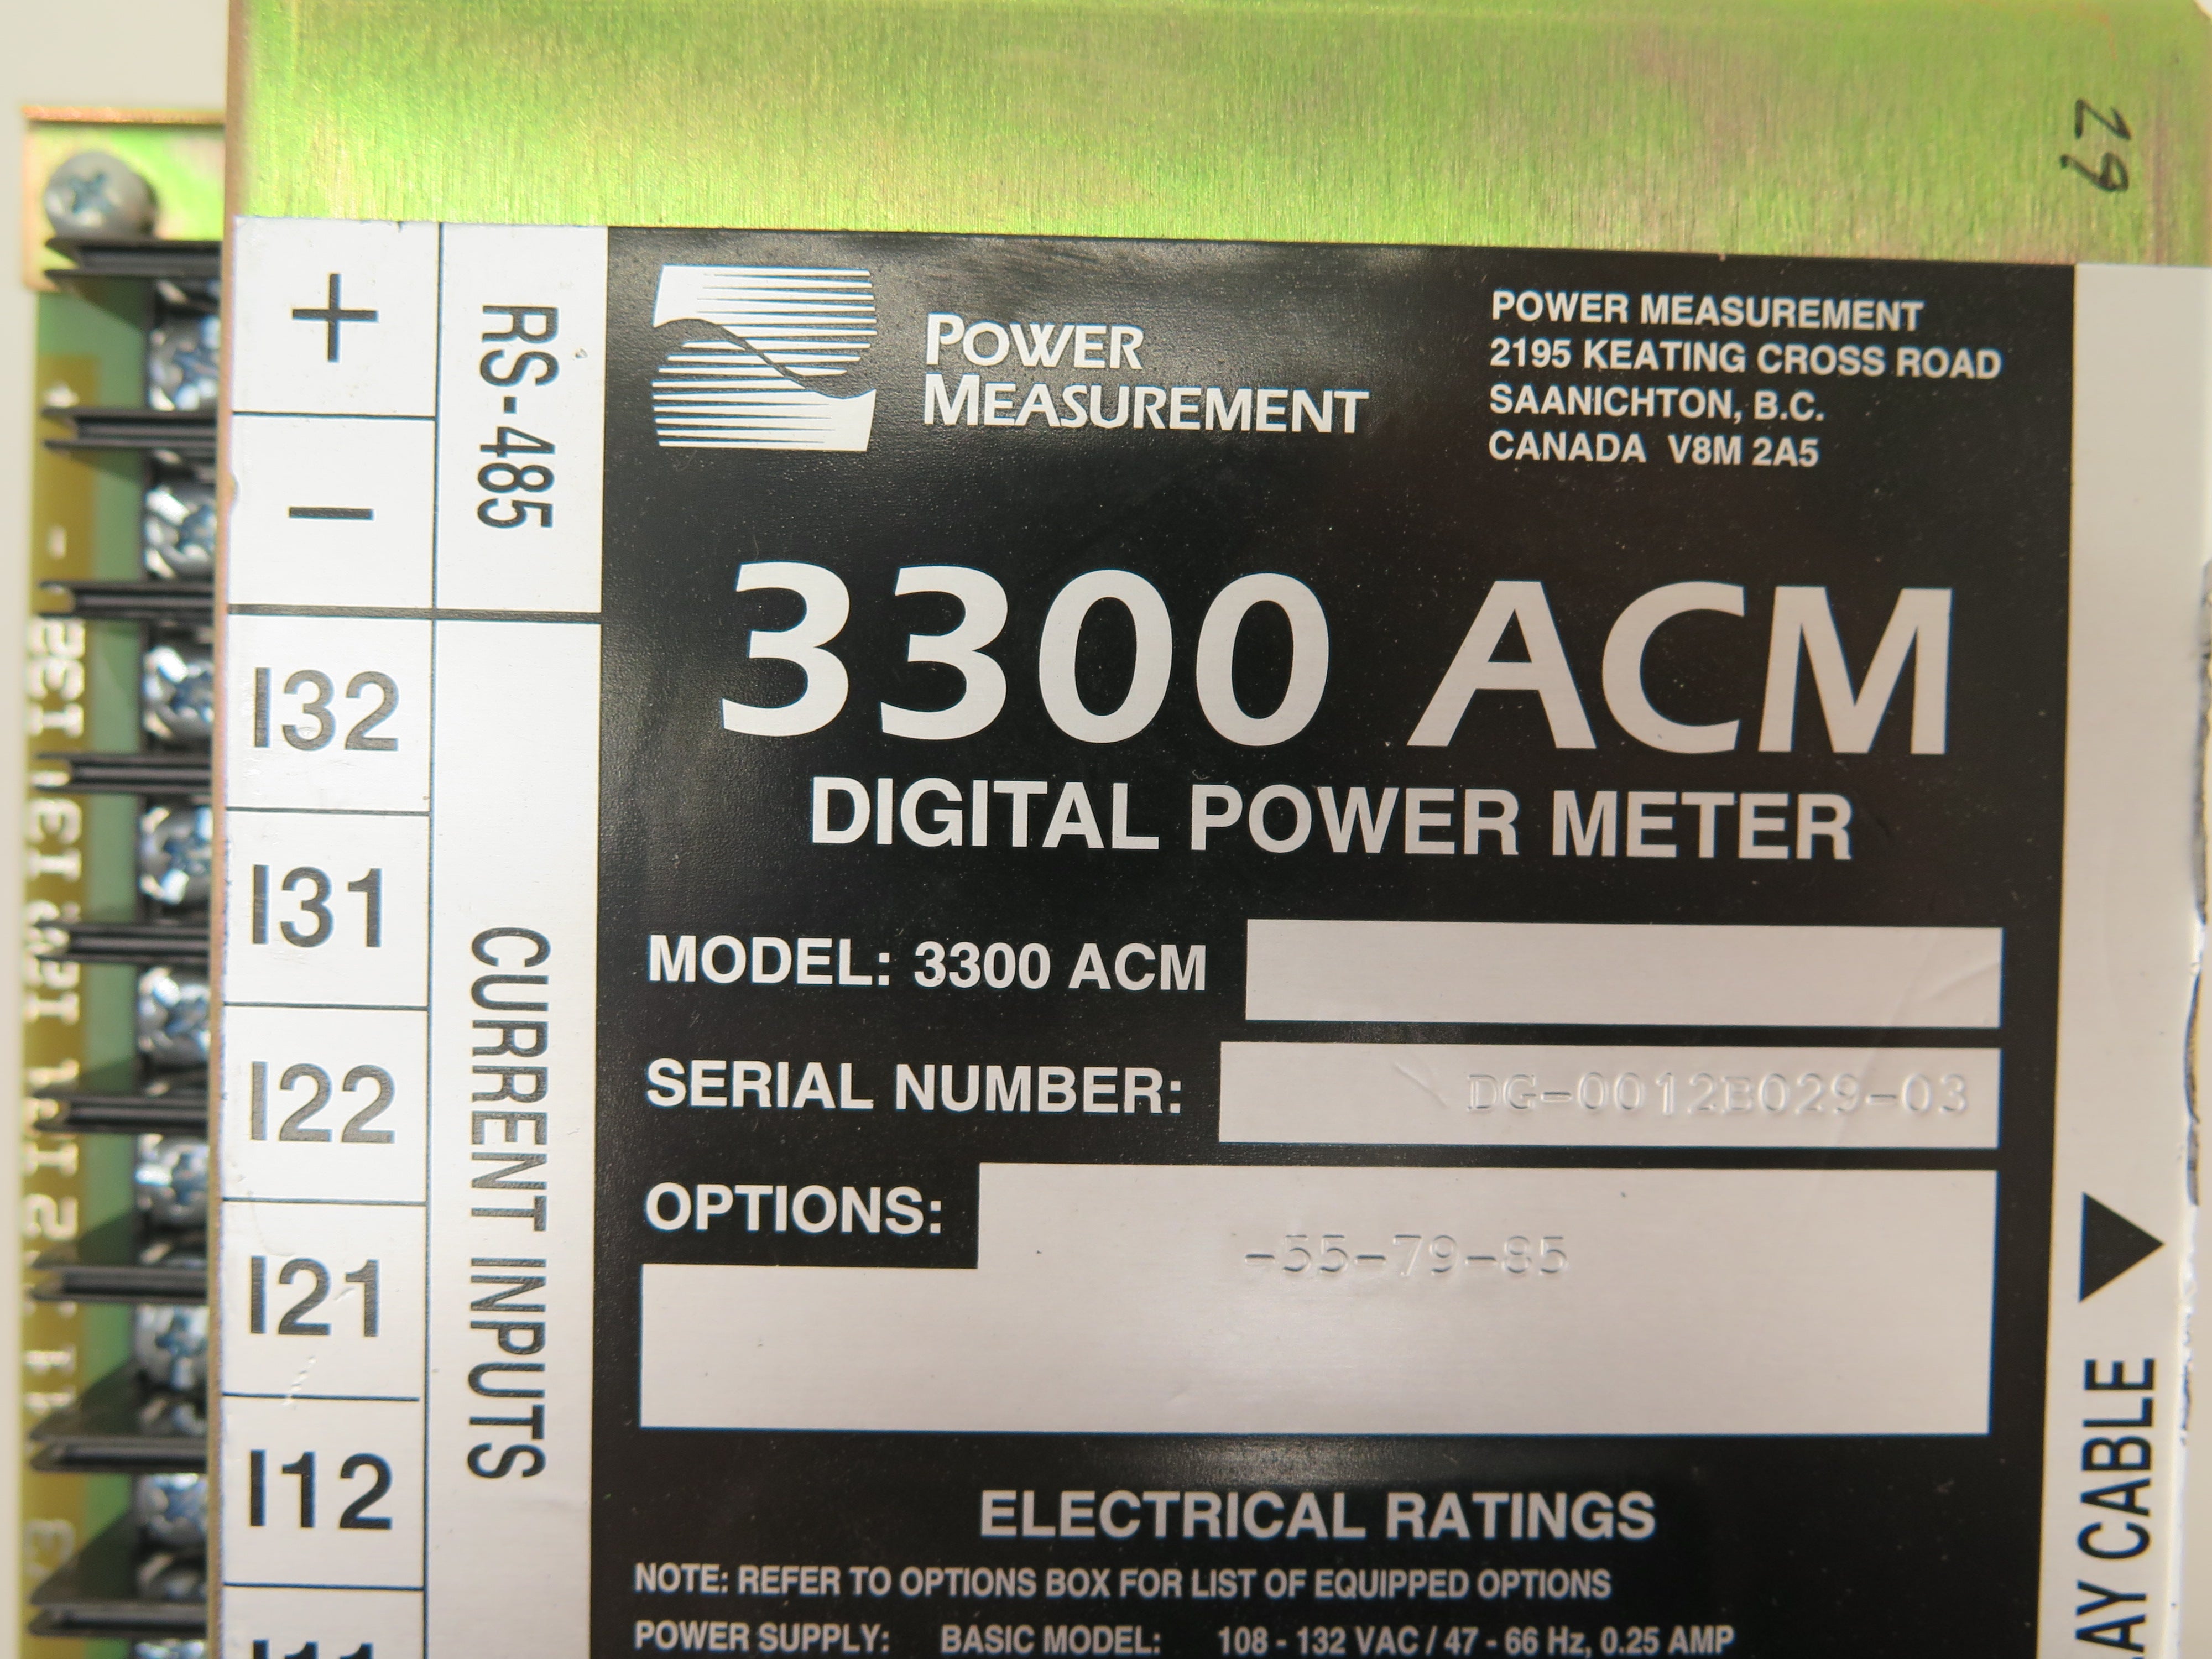 29
+
RS-485
−
I32
I31
I22
I21
I12
I11
CURRENT INPUTS
POWER
MEASUREMENT
POWER MEASUREMENT
2195 KEATING CROSS ROAD
SAANICHTON, B.C.
CANADA V8M 2A5
3300 ACM
DIGITAL POWER METER
MODEL: 3300 ACM
SERIAL NUMBER: DG-0012B029-03
OPTIONS:
-55-79-85
ELECTRICAL RATINGS
NOTE: REFER TO OPTIONS BOX FOR LIST OF EQUIPPED OPTIONS
POWER SUPPLY: BASIC MODEL: 108 - 132 VAC / 47 - 66 Hz, 0.25 AMP
CABLE